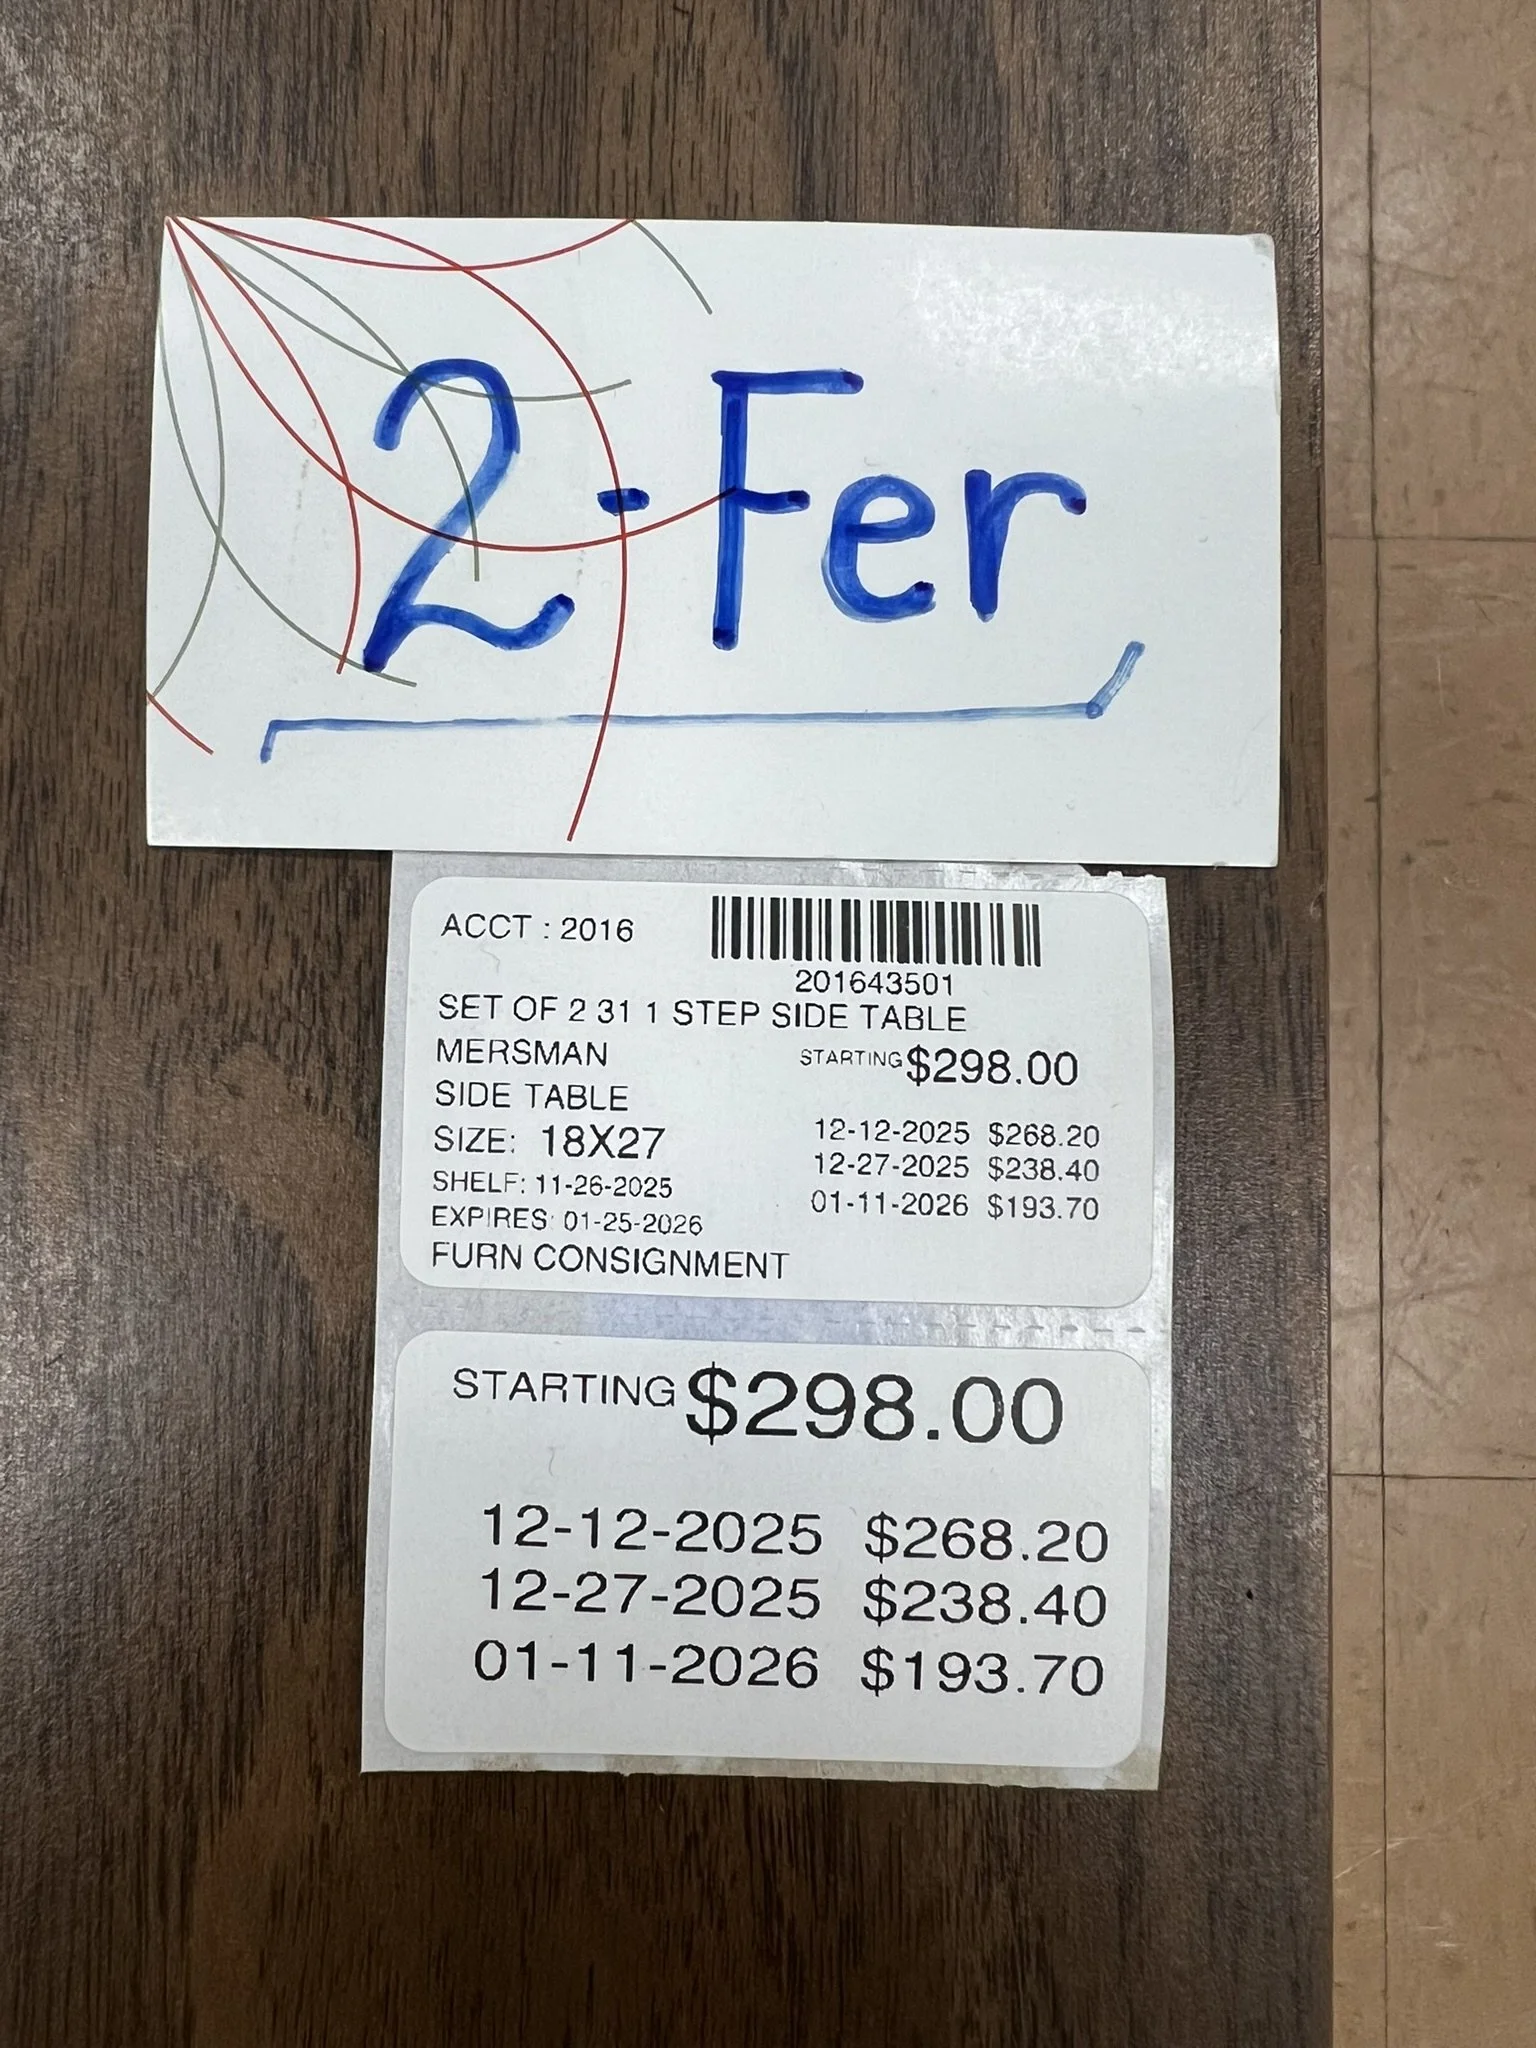 2-Fer
ACCT : 2016
201643501
SET OF 2 31 1 STEP SIDE TABLE
MERSMAN
STARTING $298.00
SIDE TABLE
12-12-2025 $268.20
SIZE: 18X27
12-27-2025 $238.40
SHELF: 11-26-2025
01-11-2026 $193.70
EXPIRES: 01-25-2026
FURN CONSIGNMENT
STARTING $298.00
12-12-2025 $268.20
12-27-2025 $238.40
01-11-2026 $193.70